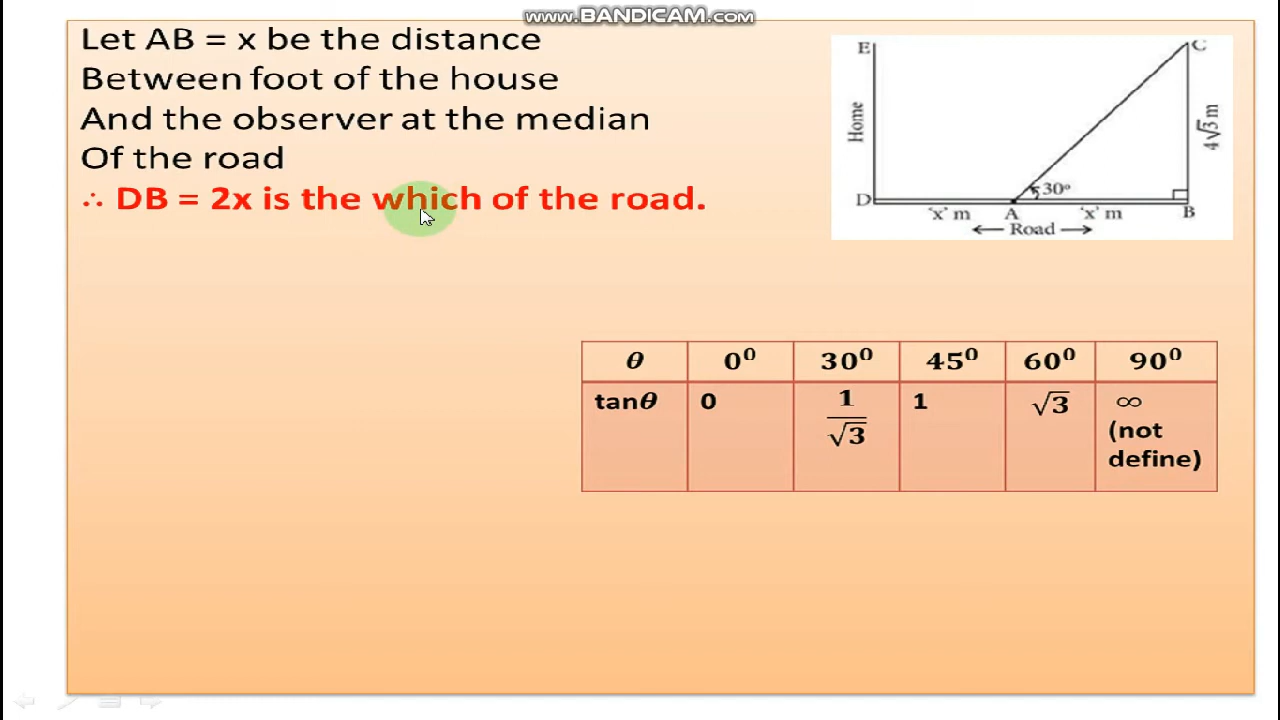 www.BANDICAM.com
Let AB = x be the distance
Between foot of the house
And the observer at the median
Of the road
∴ DB = 2x is the which of the road.
E
C
Home
4√3 m
30°
D
'x' m
A
'x' m
B
← Road →
θ 0⁰ 30⁰ 45⁰ 60⁰ 90⁰
tanθ 0 1/√3 1 √3 ∞
(not
define)